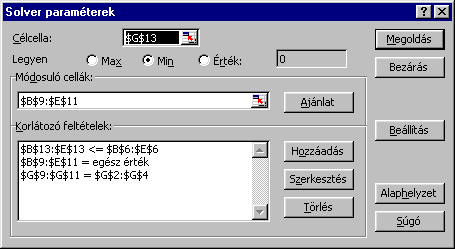 Solver paraméterek
Célcella: $G$13
Megoldás
Legyen Max Min Érték: 0
Bezárás
Módosuló cellák:
$B$9:$E$11
Ajánlat
Korlátozó feltételek:
Beállítás
$B$13:$E$13 <= $B$6:$E$6
$B$9:$E$11 = egész érték
$G$9:$G$11 = $G$2:$G$4
Hozzáadás
Szerkesztés
Törlés
Alaphelyzet
Súgó